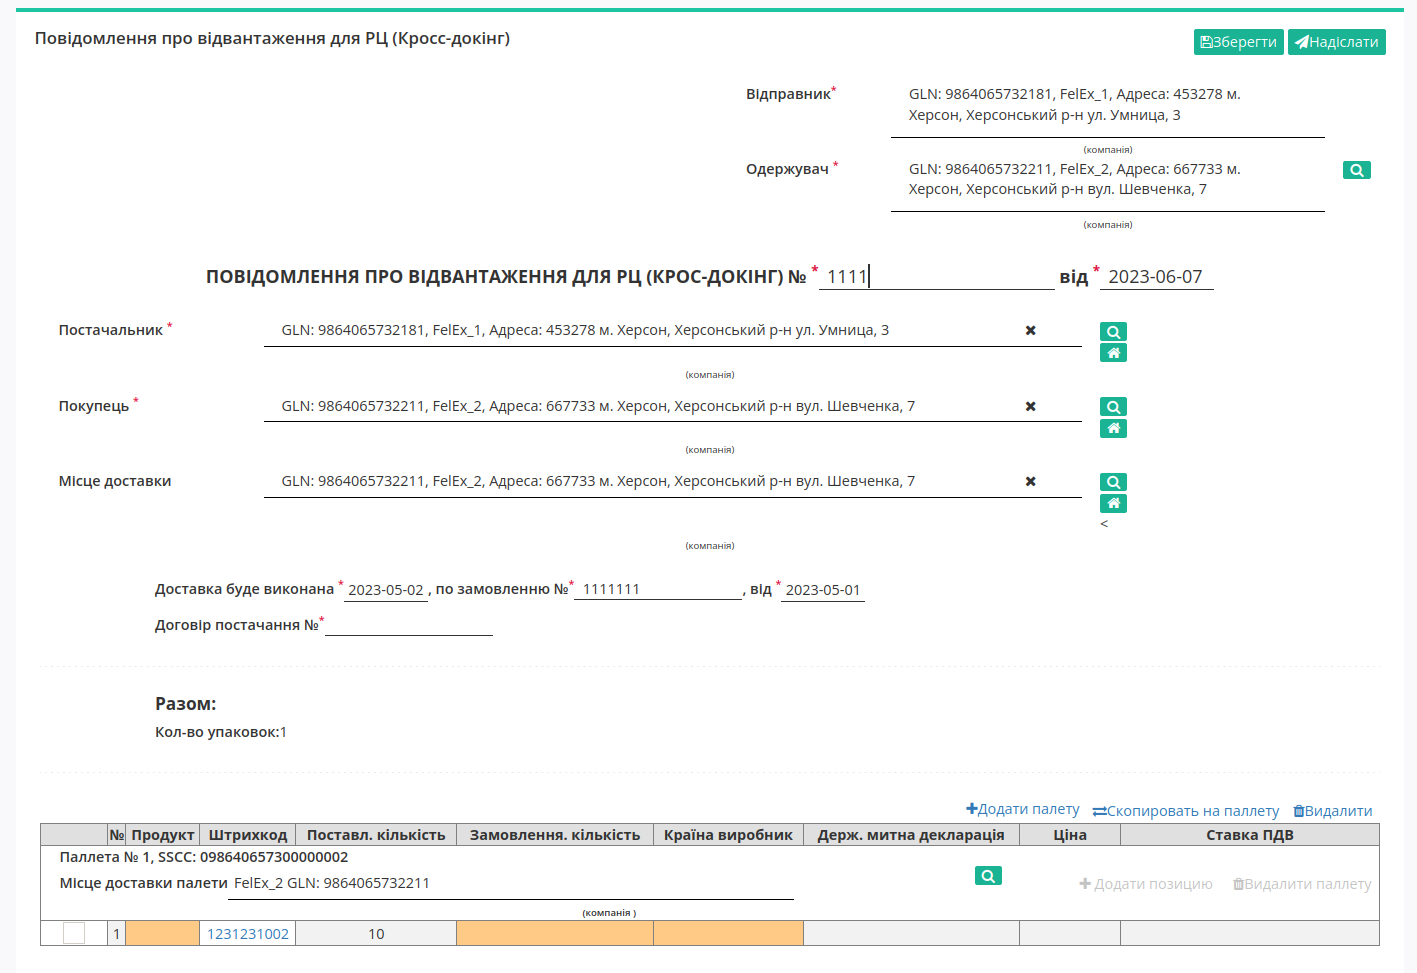 Повідомлення про відвантаження для РЦ (Кросс-докінг)
Зберегти Надіслати
Відправник* GLN: 9864065732181, FelEx_1, Адреса: 453278 м.
Херсон, Херсонський р-н ул. Умница, 3
(компанія)
Одержувач * GLN: 9864065732211, FelEx_2, Адреса: 667733 м.
Херсон, Херсонський р-н вул. Шевченка, 7
(компанія)
ПОВІДОМЛЕННЯ ПРО ВІДВАНТАЖЕННЯ ДЛЯ РЦ (КРОС-ДОКІНГ) № * 1111 від * 2023-06-07
Постачальник * GLN: 9864065732181, FelEx_1, Адреса: 453278 м. Херсон, Херсонський р-н ул. Умница, 3
(компанія)
Покупець * GLN: 9864065732211, FelEx_2, Адреса: 667733 м. Херсон, Херсонський р-н вул. Шевченка, 7
(компанія)
Місце доставки GLN: 9864065732211, FelEx_2, Адреса: 667733 м. Херсон, Херсонський р-н вул. Шевченка, 7
<
(компанія)
Доставка буде виконана * 2023-05-02 , по замовленню №* 1111111 , від * 2023-05-01
Договір постачання №*
Разом:
Кол-во упаковок:1
Додати палету Скопировать на паллету Видалити
№ Продукт Штрихкод Поставл. кількість Замовлення. кількість Країна виробник Держ. митна декларація Ціна Ставка ПДВ
Паллета № 1, SSCC: 098640657300000002
Місце доставки палети FelEx_2 GLN: 9864065732211 Додати позицию Видалити паллету
(компанія )
1 1231231002 10